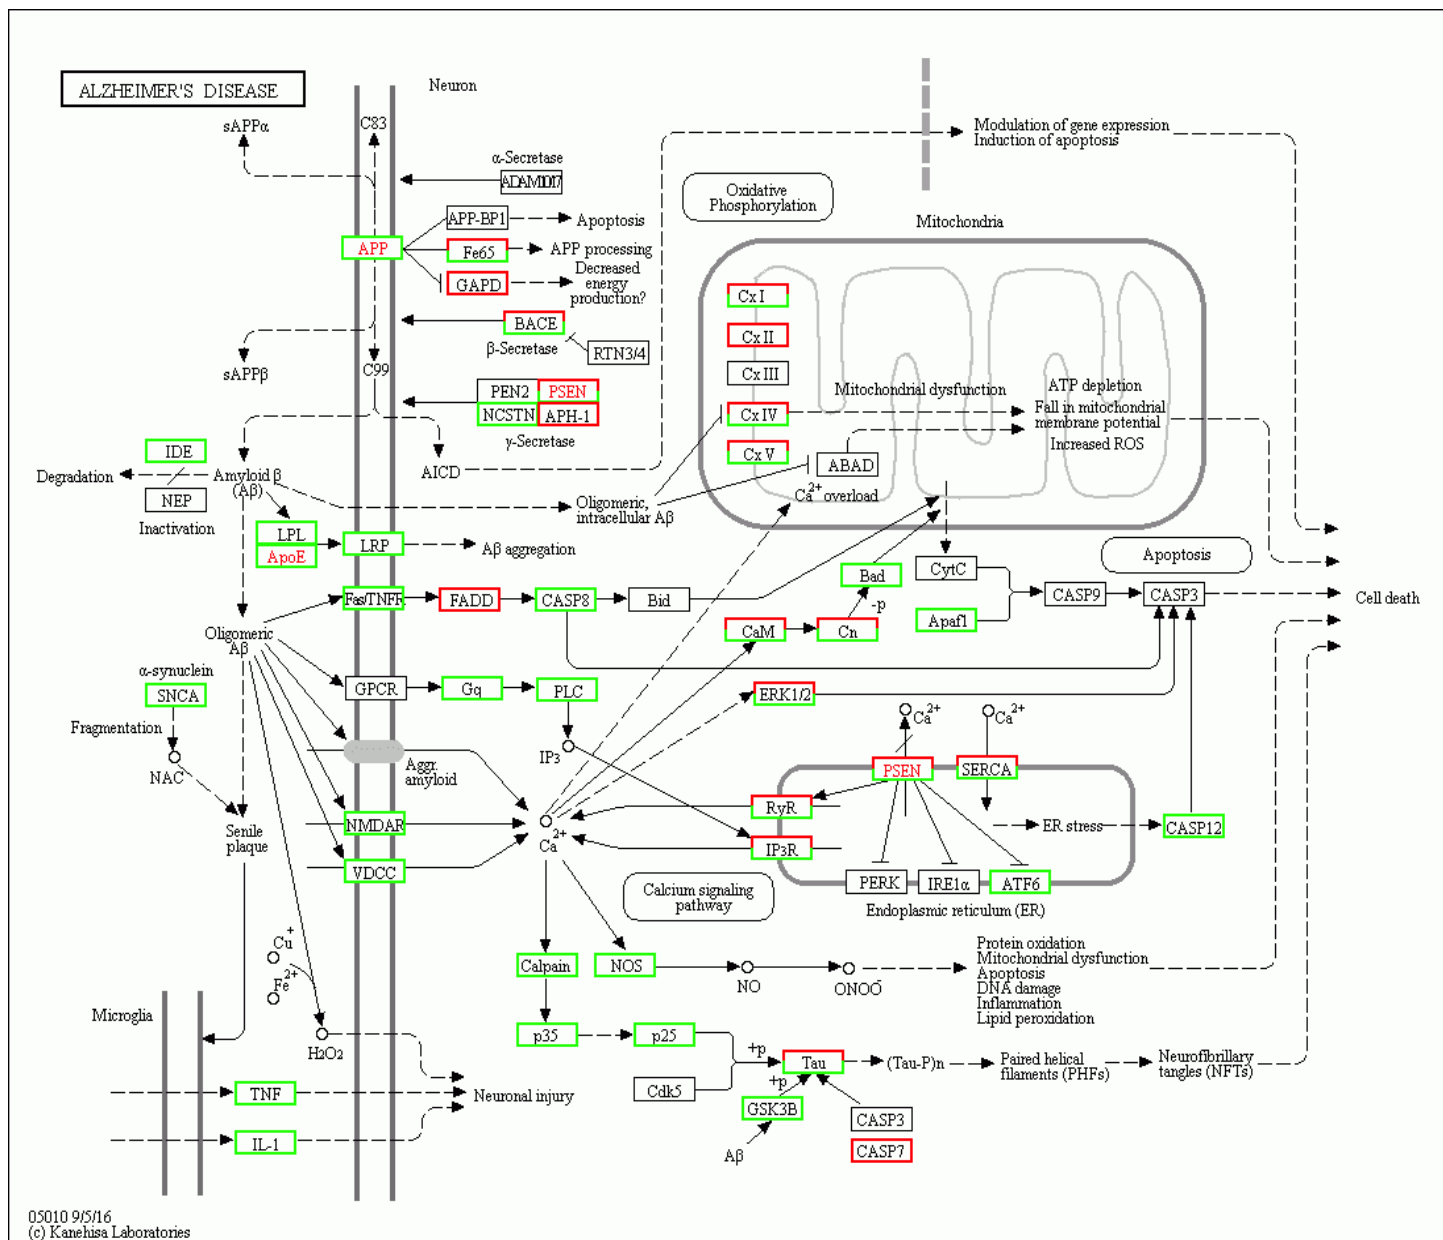 ALZHEIMER'S DISEASE
Neuron
sAPPα
C83
Modulation of gene expression
Induction of apoptosis
α-Secretase
Oxidative
Phosphorylation
APP-BP1
Apoptosis
Mitochondria
APP
Fe65
APP processing
GAPD
Decreased
energy
production?
Cx I
BACE
β-Secretase
RTN3/4
Cx II
sAPPβ
C99
Cx III
PEN2
PSEN
NCSTN
APH-1
γ-Secretase
Mitochondrial dysfunction
ATP depletion
Fall in mitochondrial
membrane potential
Increased ROS
Cx IV
Cx V
ABAD
IDE
Degradation
NEP
Inactivation
Amyloid β
(Aβ)
AICD
Oligomeric,
intracellular Aβ
Ca2+ overload
LPL
ApoE
LRP
Aβ aggregation
Apoptosis
Bad
CytC
-p
Fas/TNFR
FADD
CASP8
Bid
CASP9
CASP3
Cell death
CaM
Cn
Apaf1
Oligomeric
Aβ
α-synuclein
SNCA
GPCR
Gq
PLC
ERK1/2
Fragmentation
NAC
IP3
Ca2+
Ca2+
Aggr.
amyloid
PSEN
SERCA
RyR
Senile
plaque
NMDAR
Ca2+
ER stress
CASP12
IP3R
VDCC
Calcium signaling
pathway
PERK
IRE1α
ATF6
Endoplasmic reticulum (ER)
Cu+
Fe2+
Calpain
NOS
NO
ONOO-
Protein oxidation
Mitochondrial dysfunction
Apoptosis
DNA damage
Inflammation
Lipid peroxidation
Microglia
H2O2
p35
p25
+p
Tau
(Tau-P)n
Paired helical
filaments (PHFs)
Neurofibrillary
tangles (NFTs)
Cdk5
+p
TNF
Neuronal injury
GSK3B
CASP3
IL-1
Aβ
CASP7
05010 9/5/16
(c) Kanehisa Laboratories